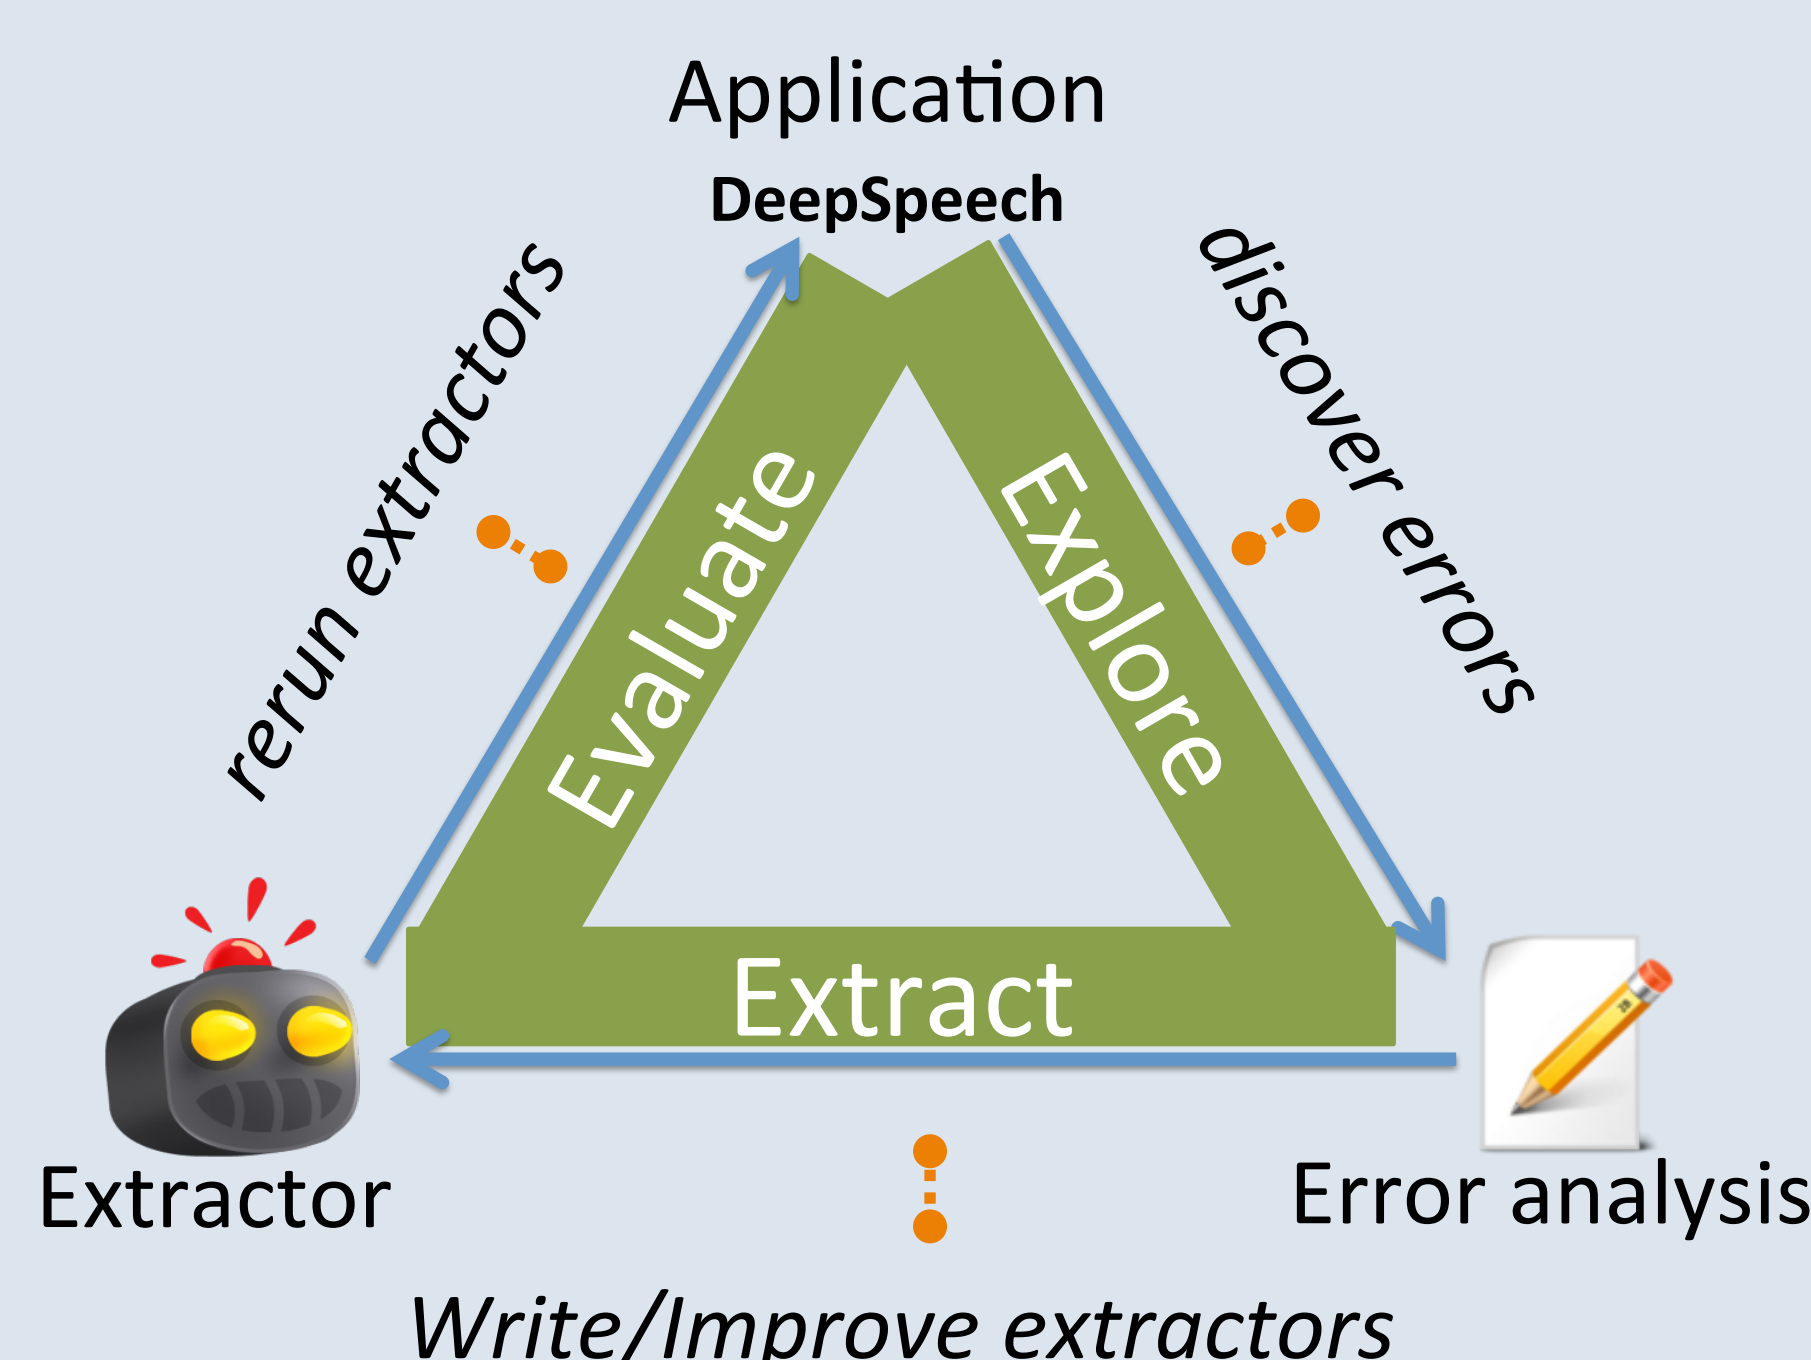 Application
DeepSpeech
rerun extractors
discover errors
Evaluate
Explore
Extract
Extractor
Error analysis
Write/Improve extractors